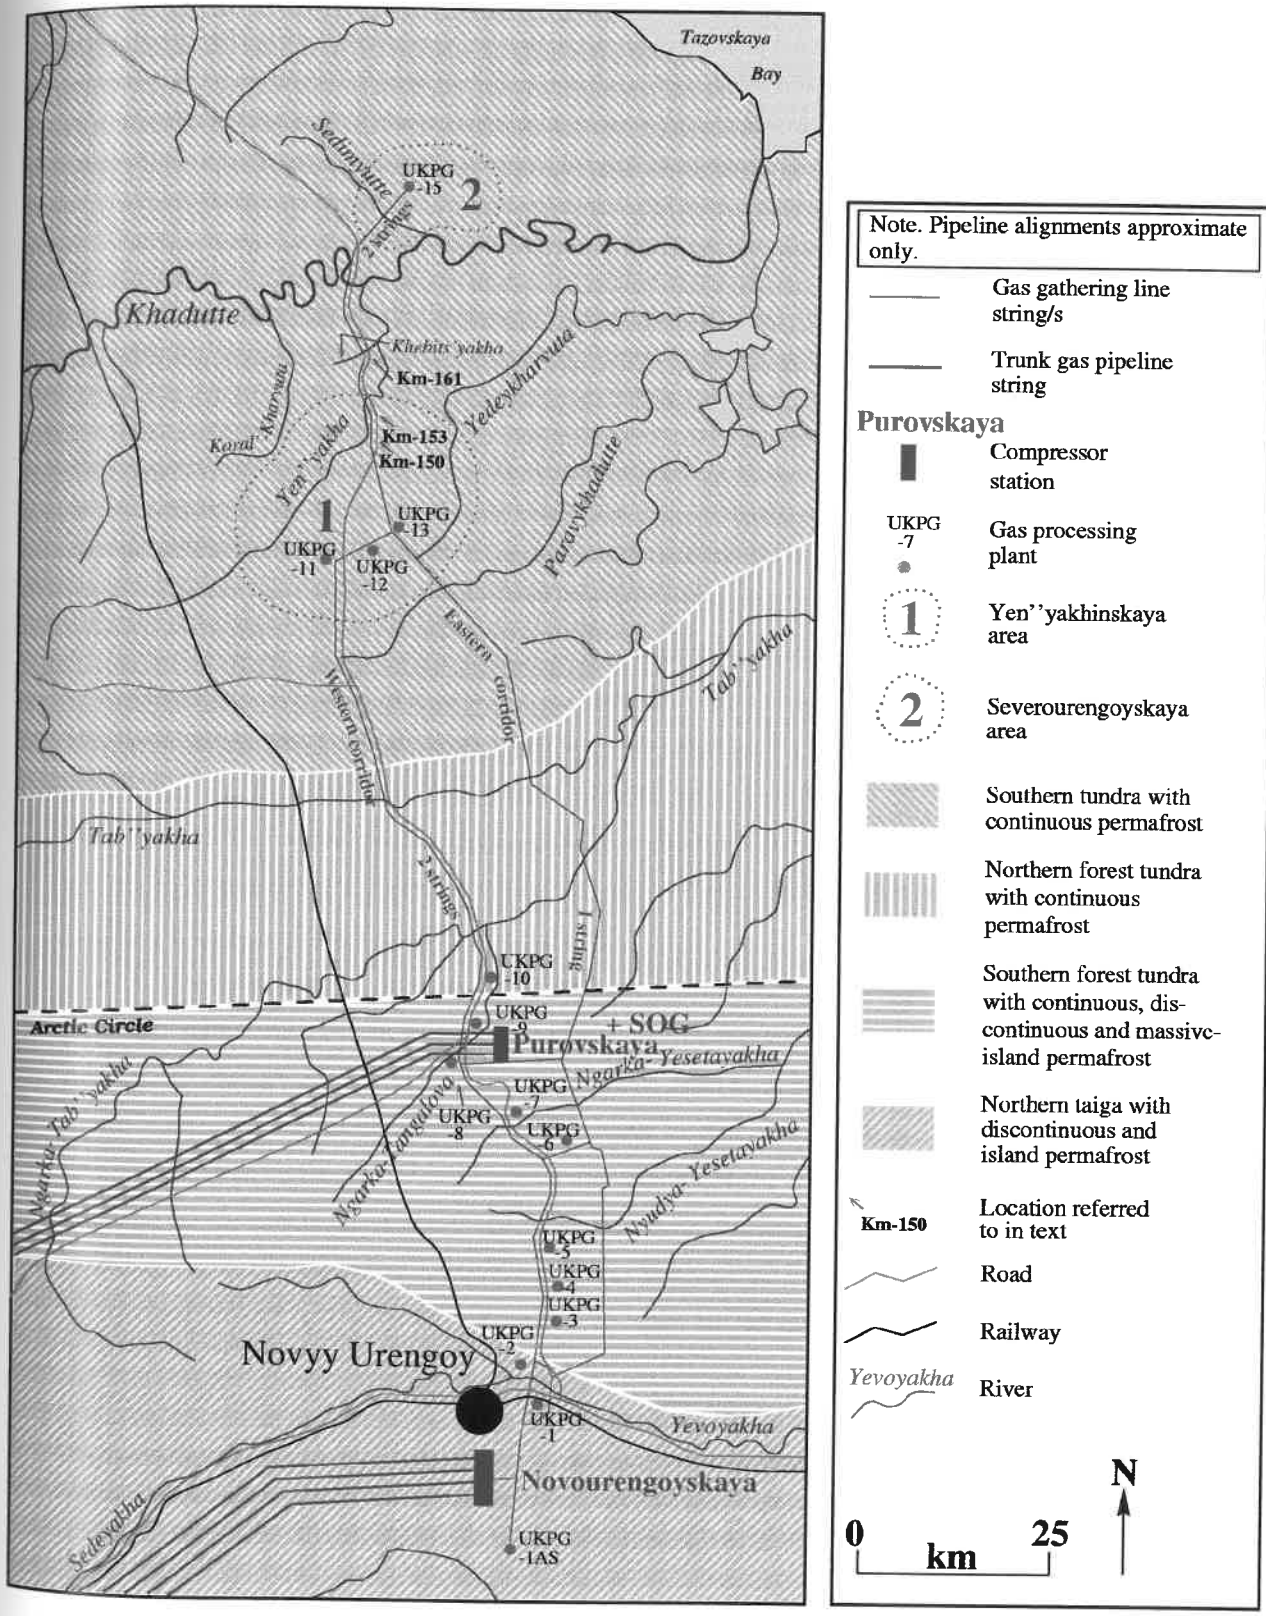 Tazovskaya
Bay
Sedimyutte
UKPG
-15
2
2 strings
Khadutte
Khehits'yakha
Km-161
Yedeykharvuta
Koral'kharvuta
Yen''yakha
Km-153
Km-150
Paravykhadutte
1
UKPG
-13
UKPG
-11
UKPG
-12
Eastern
corridor
Western corridor
Tab''yakha
Tab''yakha
2 strings
1 string
UKPG
-10
Arctic Circle
UKPG
-9
+ SOG
Purovskaya
Ngarka-Yesetayakha
Ngarka-Tab''yakha
Ngarka-Tangalova
UKPG
-8
UKPG
-7
UKPG
-6
Nyudya-Yesetayakha
UKPG
-5
UKPG
-4
UKPG
-3
UKPG
-2
Novyy Urengoy
UKPG
-1
Yevoyakha
Novourengoyskaya
Sedeyakha
UKPG
-1AS
Note. Pipeline alignments approximate
only.
Gas gathering line
string/s
Trunk gas pipeline
string
Purovskaya
Compressor
station
UKPG
-7
Gas processing
plant
1
Yen''yakhinskaya
area
2
Severourengoyskaya
area
Southern tundra with
continuous permafrost
Northern forest tundra
with continuous
permafrost
Southern forest tundra
with continuous, dis-
continuous and massive-
island permafrost
Northern taiga with
discontinuous and
island permafrost
Km-150
Location referred
to in text
Road
Railway
Yevoyakha
River
N
0 25
km